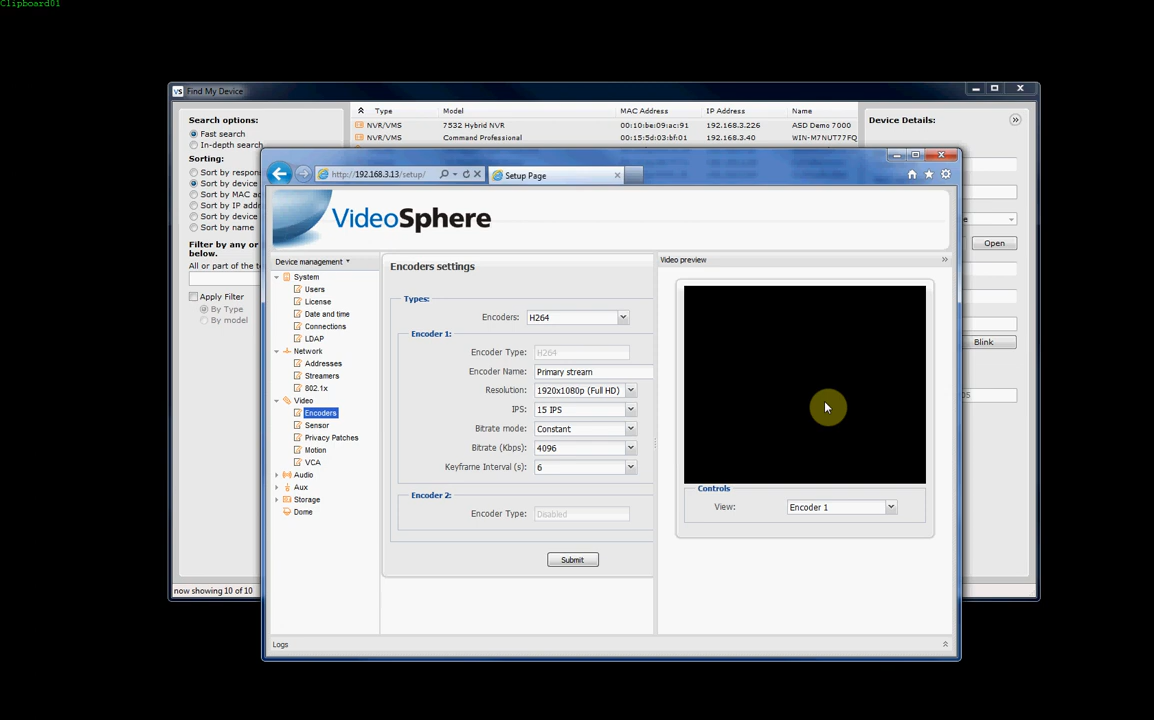 Clipboard01
VS Find My Device
Search options:
Fast search
In-depth search
Sorting:
Sort by respon
Sort by device
Sort by MAC ad
Sort by IP addr
Sort by device
Sort by name
Filter by any or
below.
All or part of the te
Apply Filter
By Type
By model
now showing 10 of 10
Type Model MAC Address IP Address Name
NVR/VMS 7532 Hybrid NVR 00:10:be:09:ac:91 192.168.3.226 ASD Demo 7000
NVR/VMS Command Professional 00:15:5d:03:bf:01 192.168.3.40 WIN-M7NUT77FQ
Device Details:
Open
Blink
http://192.168.3.13/setup/
Setup Page
VideoSphere
Device management
System
Users
License
Date and time
Connections
LDAP
Network
Addresses
Streamers
802.1x
Video
Encoders
Sensor
Privacy Patches
Motion
VCA
Audio
Aux
Storage
Dome
Encoders settings
Types:
Encoders: H264
Encoder 1:
Encoder Type: H264
Encoder Name: Primary stream
Resolution: 1920x1080p (Full HD)
IPS: 15 IPS
Bitrate mode: Constant
Bitrate (Kbps): 4096
Keyframe Interval (s): 6
Encoder 2:
Encoder Type: Disabled
Submit
Video preview
Controls
View: Encoder 1
Logs